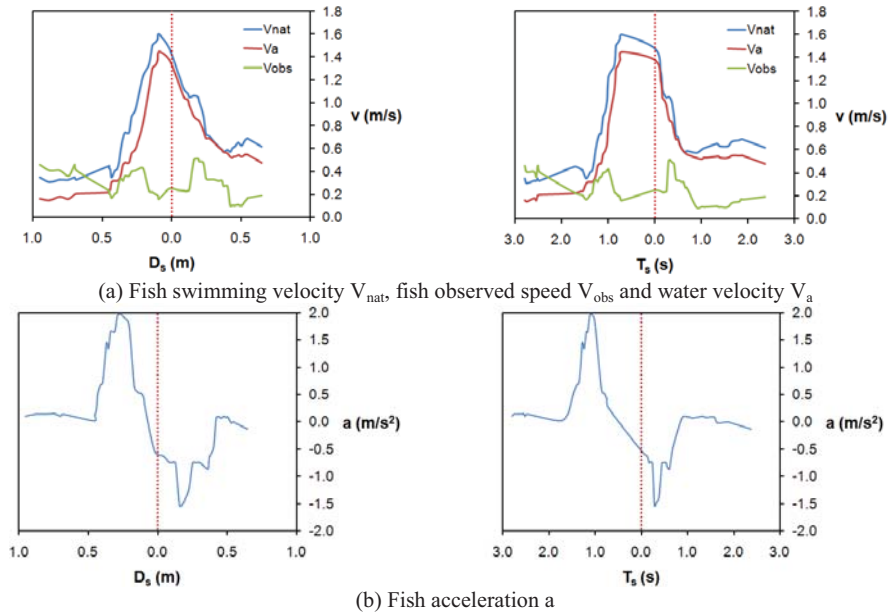 Vnat
Va
Vobs
1.8
1.6
1.4
1.2
1.0
0.8
0.6
0.4
0.2
0.0
v (m/s)
1.0 0.5 0.0 0.5 1.0
Ds (m)
Vnat
Va
Vobs
1.8
1.6
1.4
1.2
1.0
0.8
0.6
0.4
0.2
0.0
v (m/s)
3.0 2.0 1.0 0.0 1.0 2.0 3.0
Ts (s)
(a) Fish swimming velocity Vnat, fish observed speed Vobs and water velocity Va
2.0
1.5
1.0
0.5
0.0
-0.5
-1.0
-1.5
-2.0
a (m/s²)
1.0 0.5 0.0 0.5 1.0
Ds (m)
2.0
1.5
1.0
0.5
0.0
-0.5
-1.0
-1.5
-2.0
a (m/s²)
3.0 2.0 1.0 0.0 1.0 2.0 3.0
Ts (s)
(b) Fish acceleration a